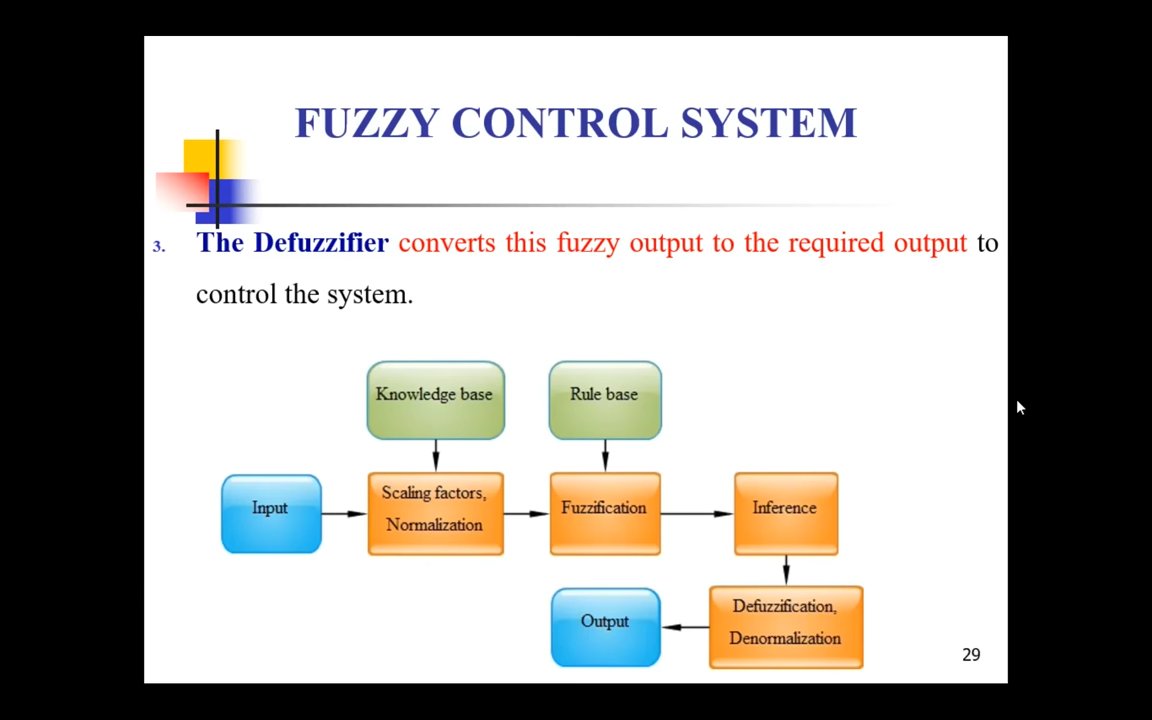 FUZZY CONTROL SYSTEM
3. The Defuzzifier converts this fuzzy output to the required output to
control the system.
Knowledge base
Rule base
Input
Scaling factors,
Normalization
Fuzzification
Inference
Output
Defuzzification,
Denormalization
29